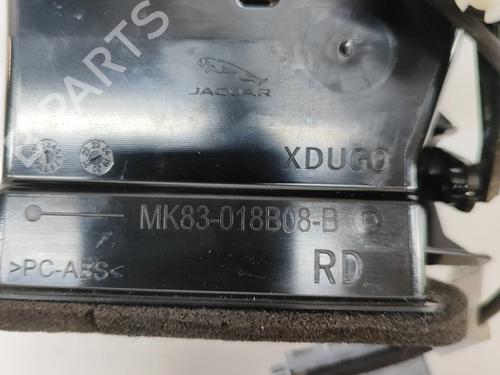 JAGUAR
XDUGO
MK83-018B08-B
>PC-ABS<
RD
B-PARTS